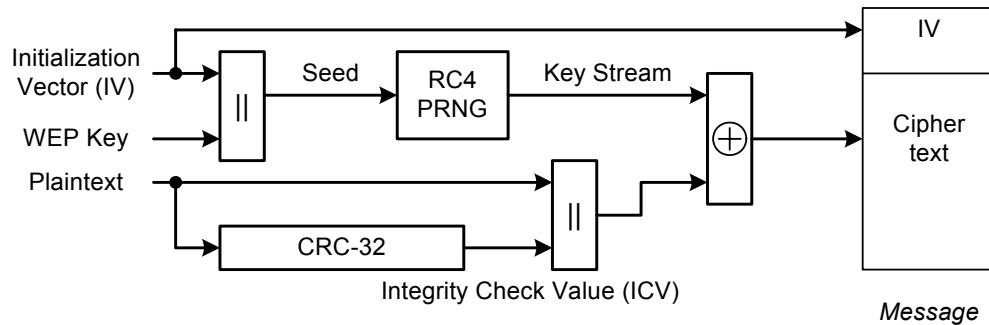 IV
Initialization
Vector (IV)
||
Seed
RC4
PRNG
Key Stream
WEP Key
Cipher
text
Plaintext
||
CRC-32
Integrity Check Value (ICV)
Message